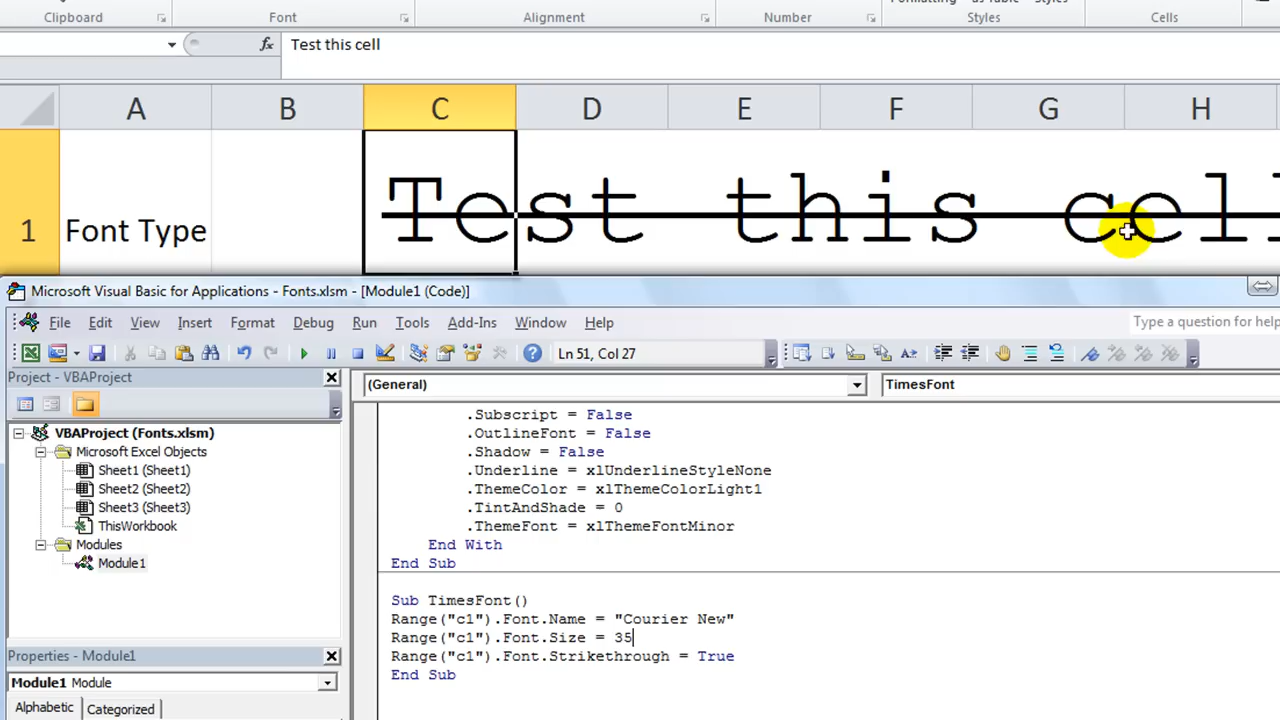 Formatting as Table Styles
Clipboard Font Alignment Number Styles Cells
fx Test this cell
A B C D E F G H
1 Font Type Test this cell
Microsoft Visual Basic for Applications - Fonts.xlsm - [Module1 (Code)]
File Edit View Insert Format Debug Run Tools Add-Ins Window Help Type a question for help
Ln 51, Col 27
Project - VBAProject
(General) TimesFont
VBAProject (Fonts.xlsm)
Microsoft Excel Objects
Sheet1 (Sheet1)
Sheet2 (Sheet2)
Sheet3 (Sheet3)
ThisWorkbook
Modules
Module1
.Subscript = False
.OutlineFont = False
.Shadow = False
.Underline = xlUnderlineStyleNone
.ThemeColor = xlThemeColorLight1
.TintAndShade = 0
.ThemeFont = xlThemeFontMinor
End With
End Sub
Sub TimesFont()
Range("c1").Font.Name = "Courier New"
Range("c1").Font.Size = 35
Range("c1").Font.Strikethrough = True
End Sub
Properties - Module1
Module1 Module
Alphabetic Categorized